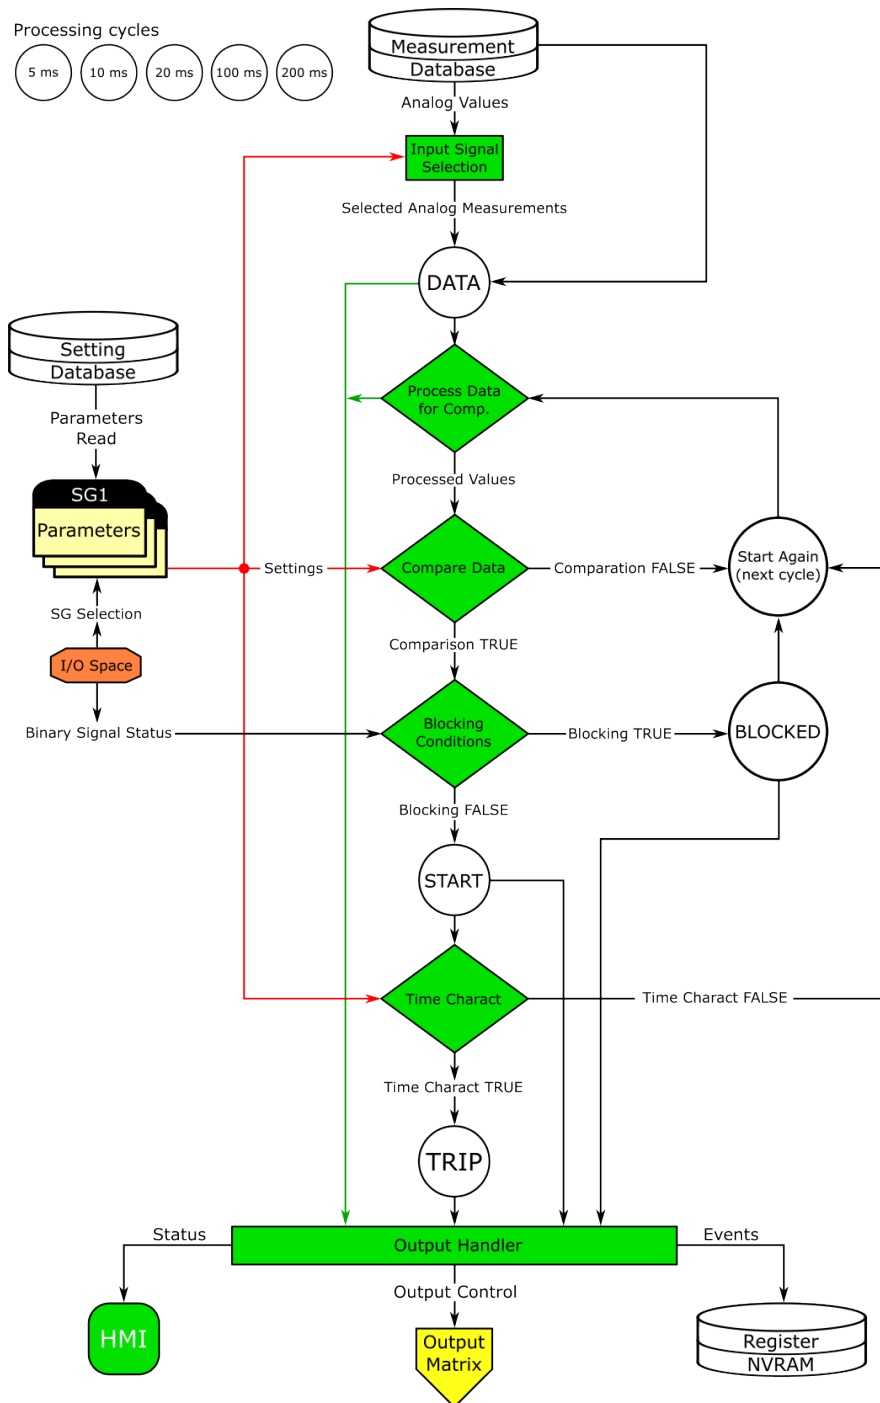 Processing cycles
5 ms
10 ms
20 ms
100 ms
200 ms
Measurement
Database
Analog Values
Input Signal
Selection
Selected Analog Measurements
DATA
Setting
Database
Parameters
Read
Process Data
for Comp.
Processed Values
SG1
Parameters
Settings
Compare Data
Comparation FALSE
Start Again
(next cycle)
SG Selection
Comparison TRUE
I/O Space
Binary Signal Status
Blocking
Conditions
Blocking TRUE
BLOCKED
Blocking FALSE
START
Time Charact
Time Charact FALSE
Time Charact TRUE
TRIP
Status
Output Handler
Events
Output Control
HMI
Output
Matrix
Register
NVRAM